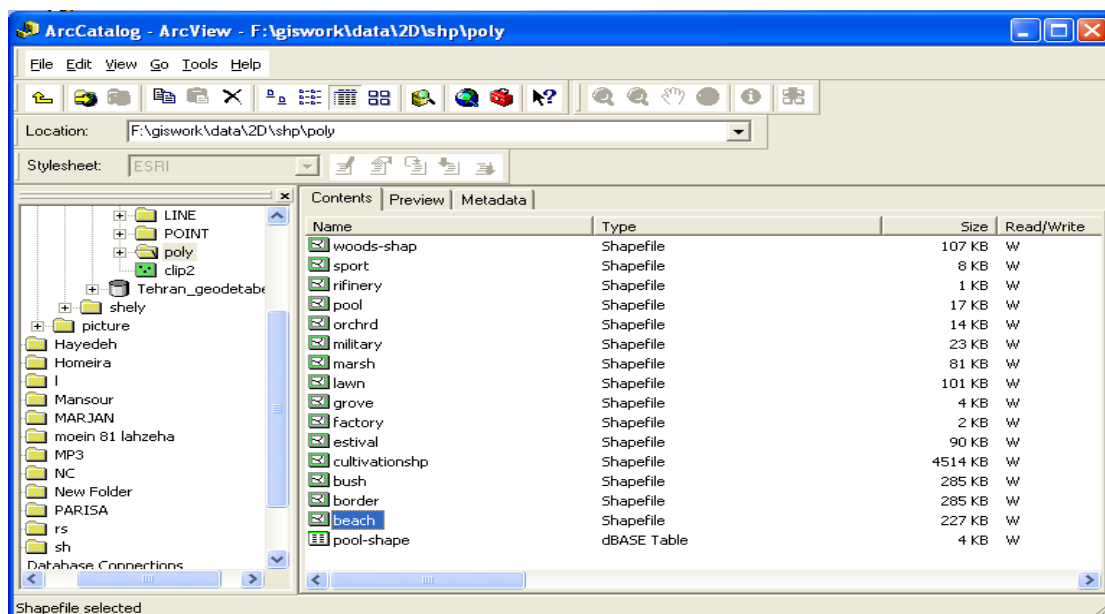 ArcCatalog - ArcView - F:\giswork\data\2D\shp\poly
File Edit View Go Tools Help
Location: F:\giswork\data\2D\shp\poly
Stylesheet: ESRI
Contents Preview Metadata
LINE
POINT
poly
clip2
Tehran_geodetabe
shely
picture
Hayedeh
Homeira
l
Mansour
MARJAN
moein 81 lahzeha
MP3
NC
New Folder
PARISA
rs
sh
Database Connections
Name Type Size Read/Write
woods-shap Shapefile 107 KB W
sport Shapefile 8 KB W
rifinery Shapefile 1 KB W
pool Shapefile 17 KB W
orchrd Shapefile 14 KB W
military Shapefile 23 KB W
marsh Shapefile 81 KB W
lawn Shapefile 101 KB W
grove Shapefile 4 KB W
factory Shapefile 2 KB W
estival Shapefile 90 KB W
cultivationshp Shapefile 4514 KB W
bush Shapefile 285 KB W
border Shapefile 285 KB W
beach Shapefile 227 KB W
pool-shape dBASE Table 4 KB W
Shapefile selected